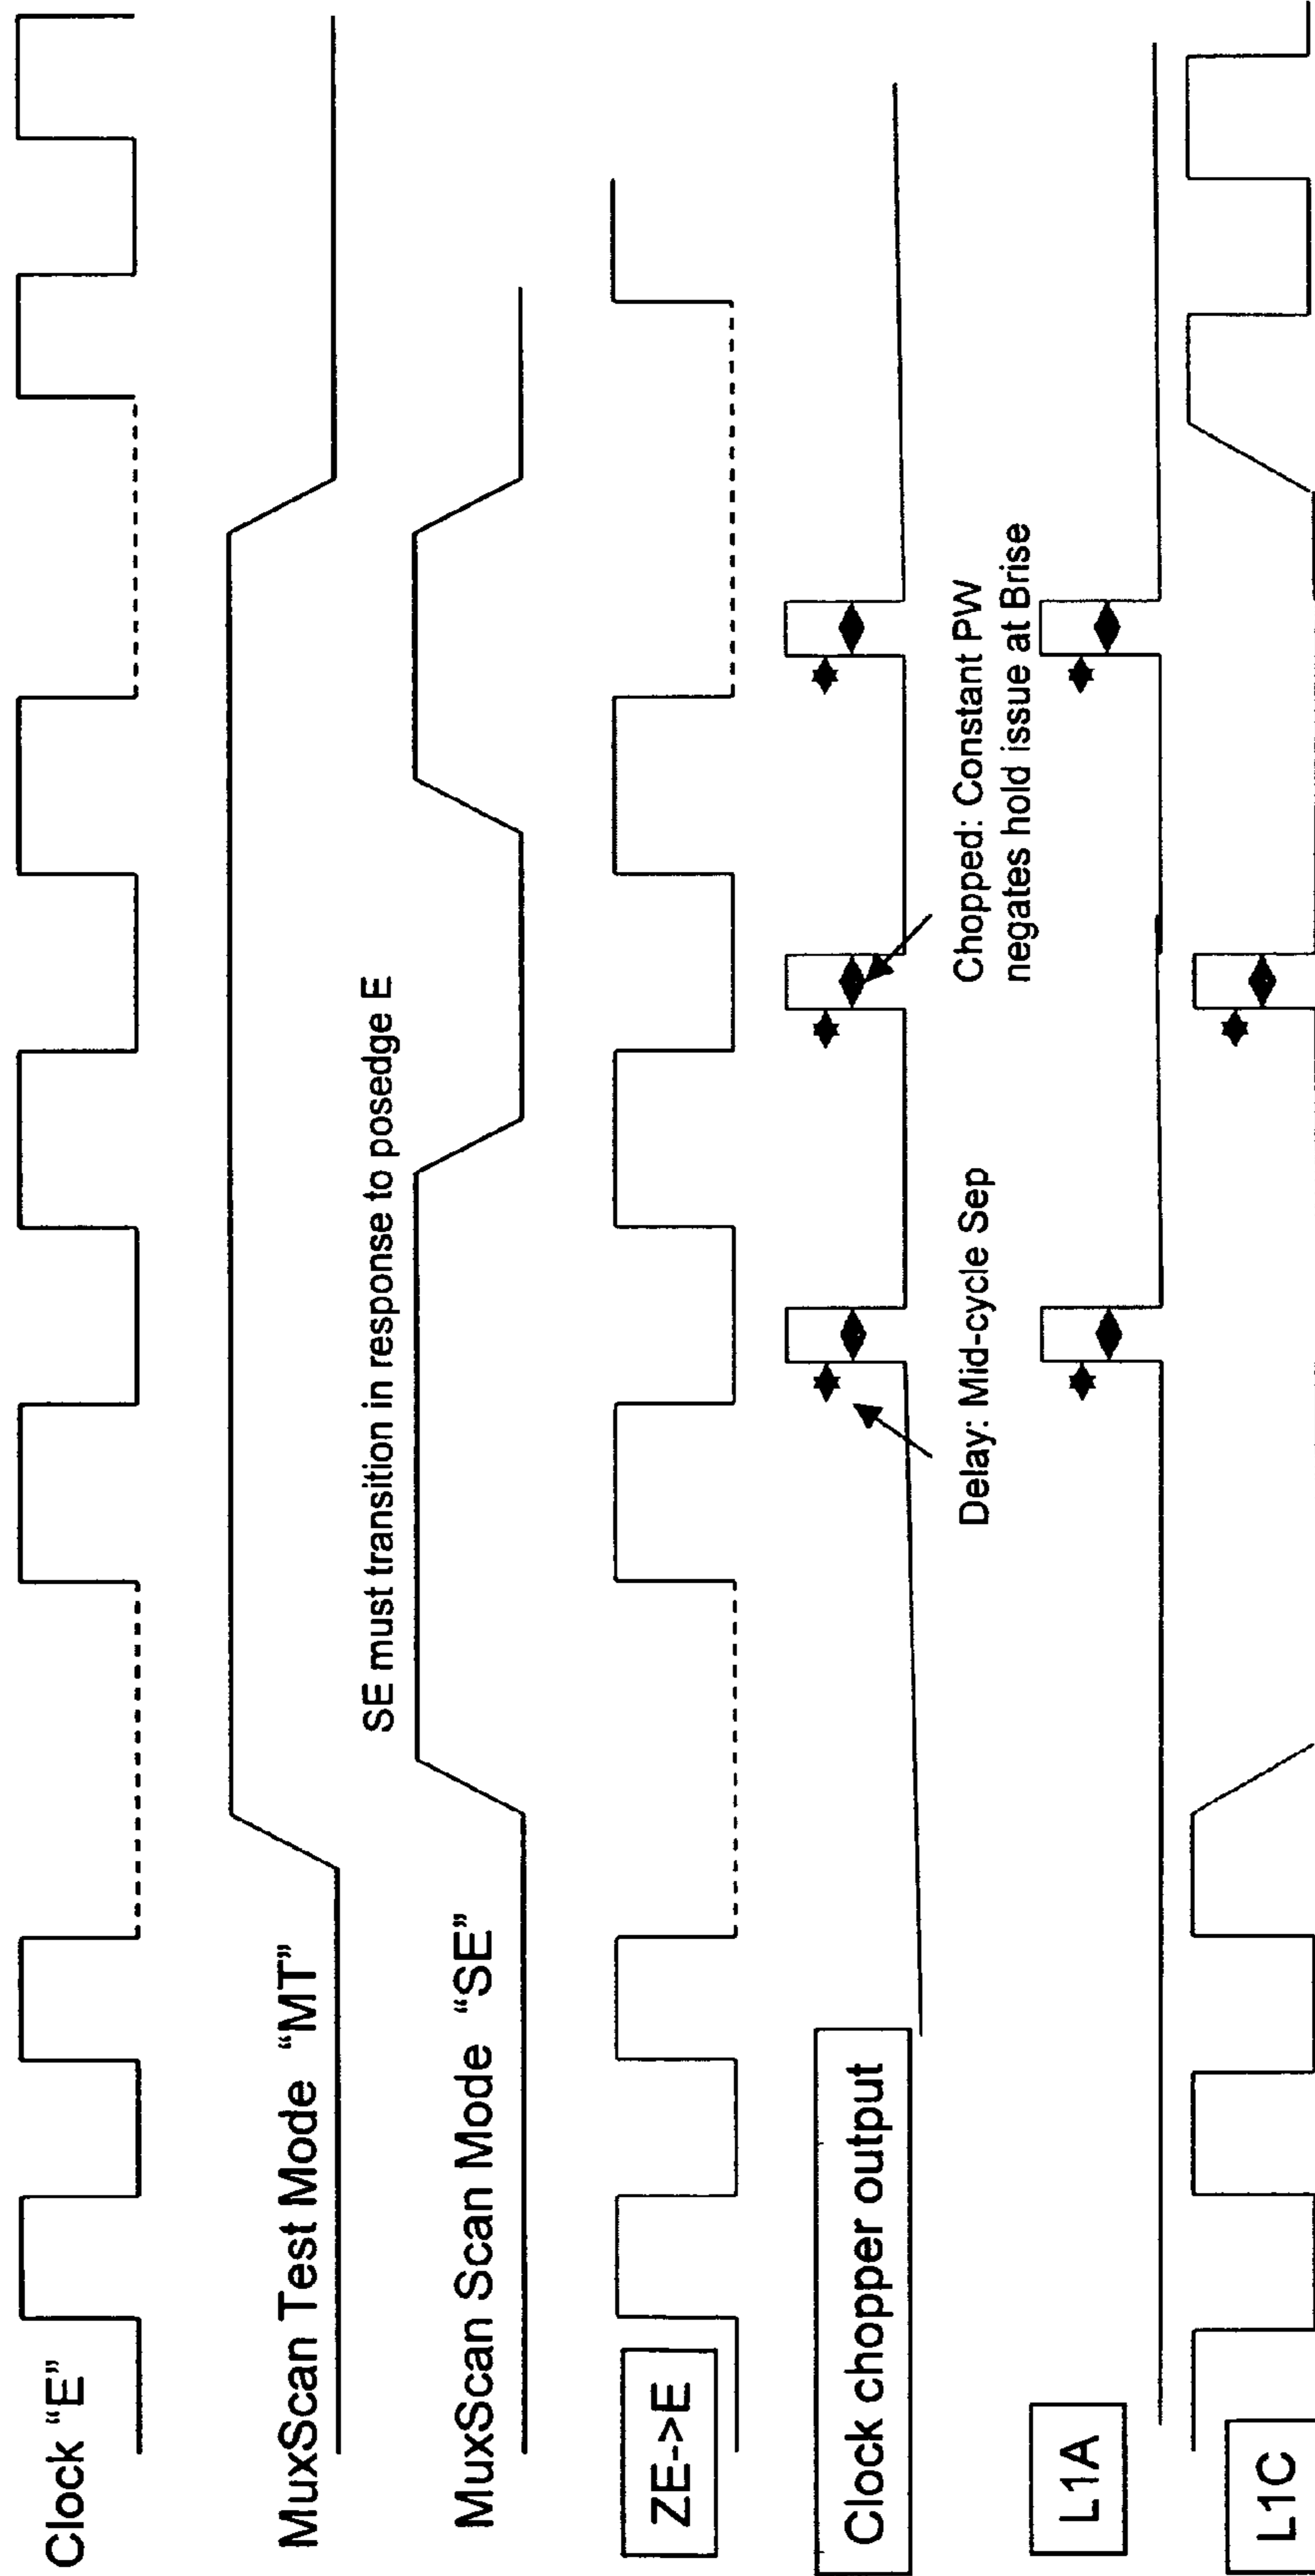 Clock “E”
MuxScan Test Mode “MT”
SE must transition in response to posedge E
MuxScan Scan Mode “SE”
ZE->E
Clock chopper output
Delay: Mid-cycle Sep
Chopped: Constant PW
negates hold issue at Brise
L1A
L1C